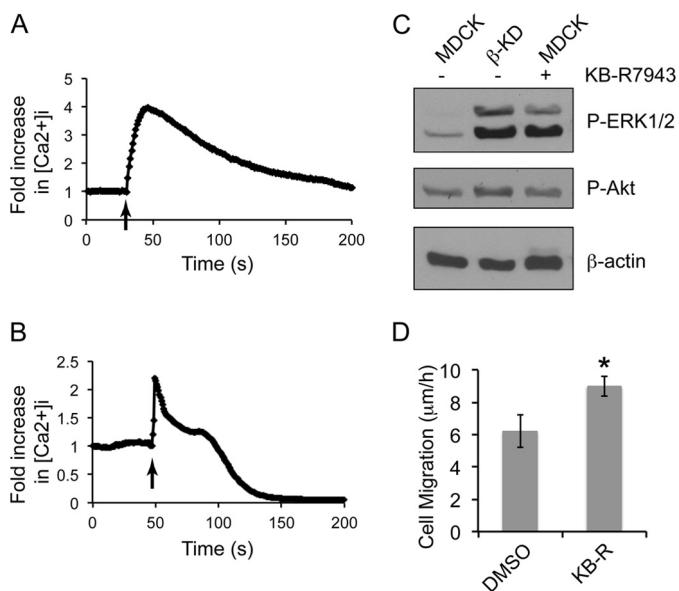 A
Fold increase
in [Ca2+]i
5
4
3
2
1
0
0
50
100
150
200
Time (s)
B
Fold increase
in [Ca2+]i
2.5
2
1.5
1
0.5
0
0
50
100
150
200
Time (s)
C
MDCK
β-KD
MDCK
- - + KB-R7943
P-ERK1/2
P-Akt
β-actin
D
Cell Migration (μm/h)
10
8
6
4
2
0
*
DMSO
KB-R